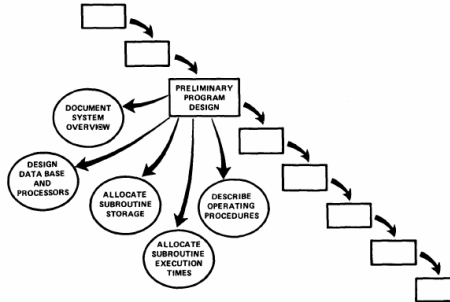 PRELIMINARY
PROGRAM
DESIGN
DOCUMENT
SYSTEM
OVERVIEW
DESIGN
DATA BASE
AND
PROCESSORS
ALLOCATE
SUBROUTINE
STORAGE
ALLOCATE
SUBROUTINE
EXECUTION
TIMES
DESCRIBE
OPERATING
PROCEDURES